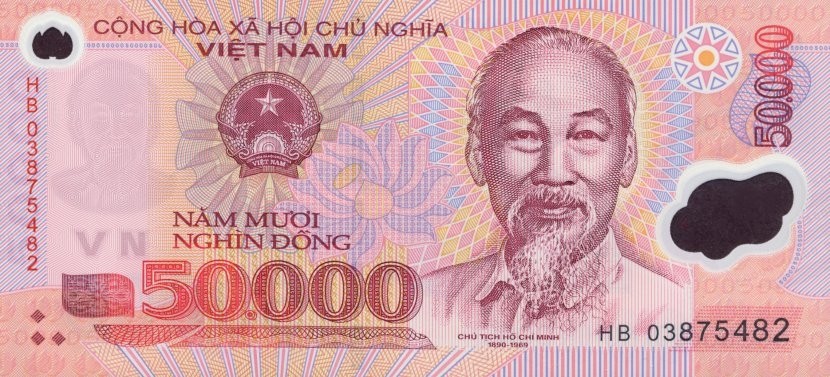 CỘNG HÒA XÃ HỘI CHỦ NGHĨA
VIỆT NAM
50.000
HB 03875482
VIỆT NAM
NĂM MƯƠI
NGHÌN ĐỒNG
VN
50.000
CHỦ TỊCH HỒ CHÍ MINH
1890-1969
HB 03875482